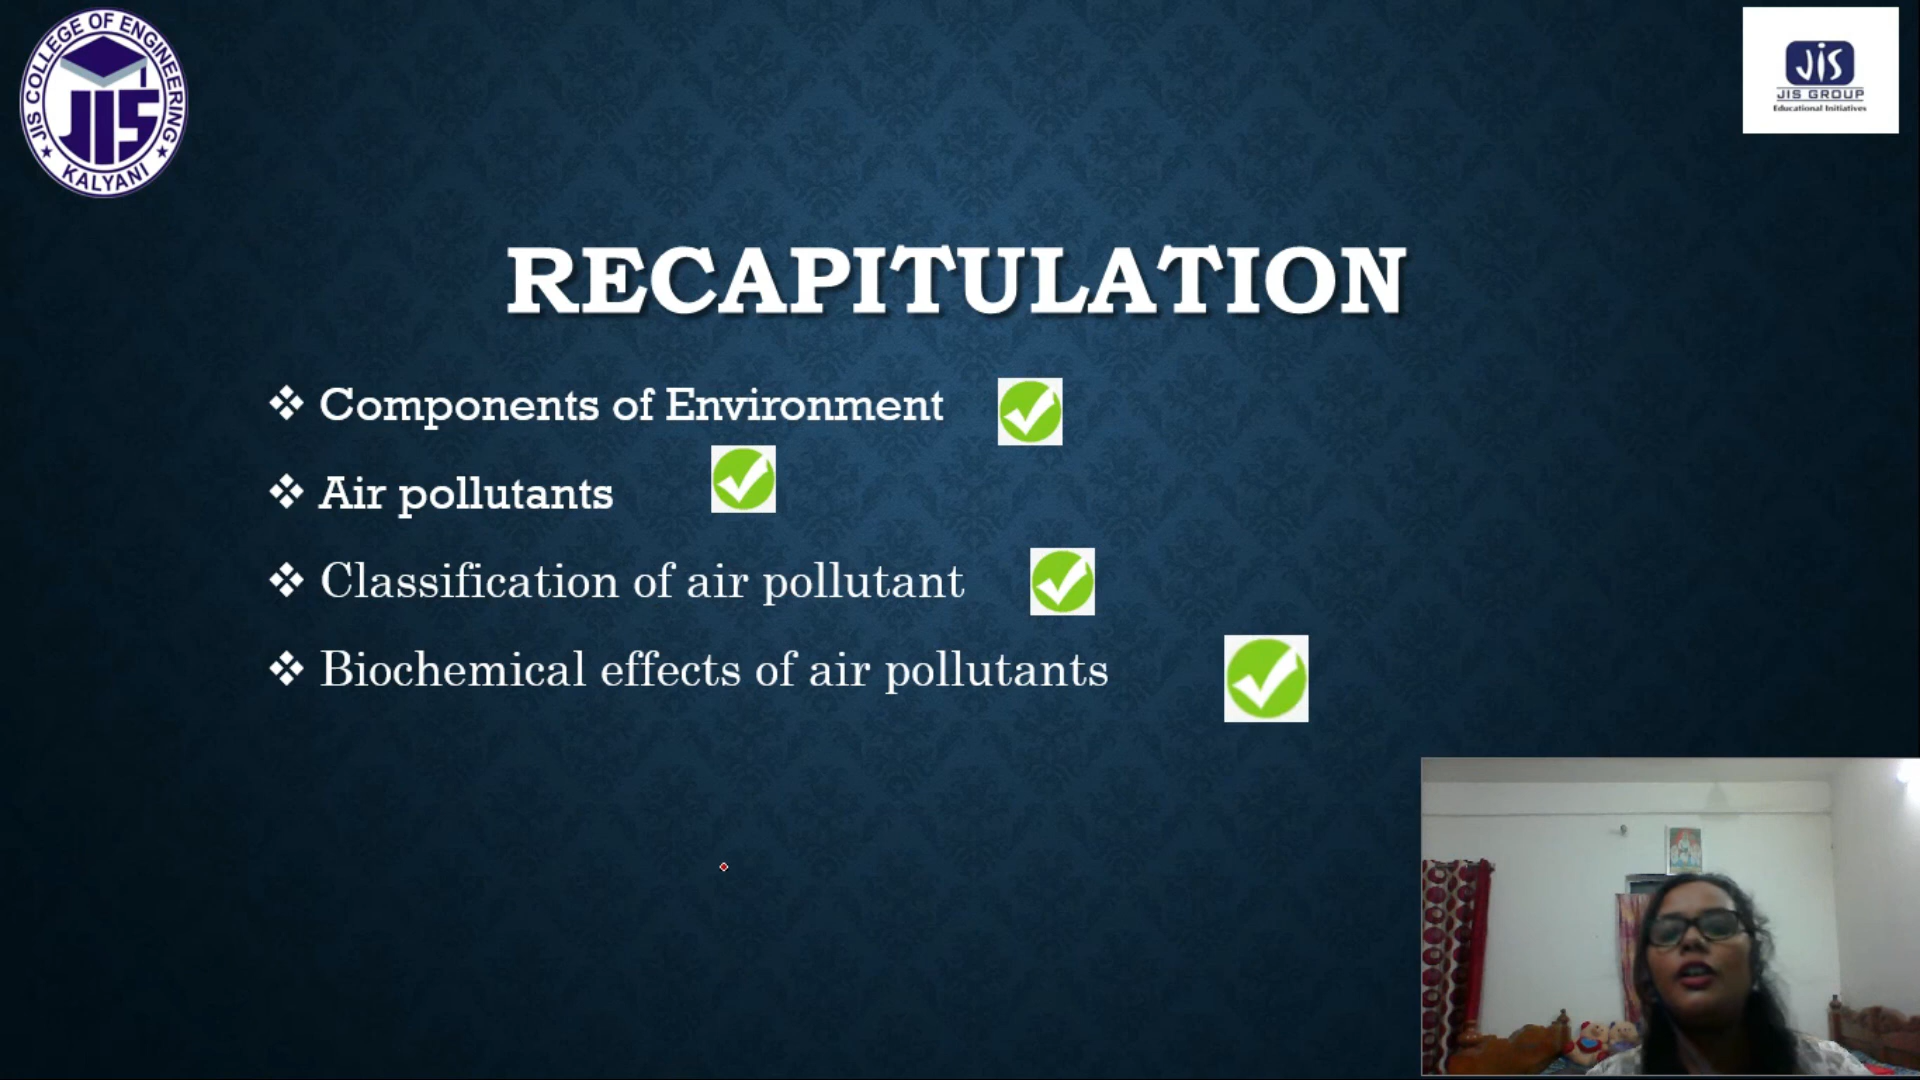 JIS COLLEGE OF ENGINEERING
JIS
KALYANI
JIS
JIS GROUP
Educational Initiatives
RECAPITULATION
❖ Components of Environment
❖ Air pollutants
❖ Classification of air pollutant
❖ Biochemical effects of air pollutants